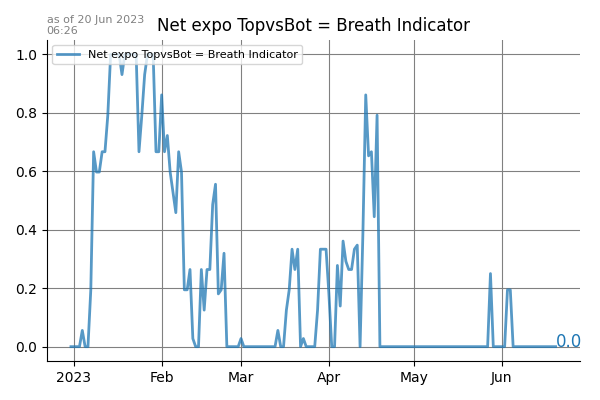 as of 20 Jun 2023
06:26
Net expo TopvsBot = Breath Indicator
Net expo TopvsBot = Breath Indicator
1.0
0.8
0.6
0.4
0.2
0.0
0.0
2023 Feb Mar Apr May Jun